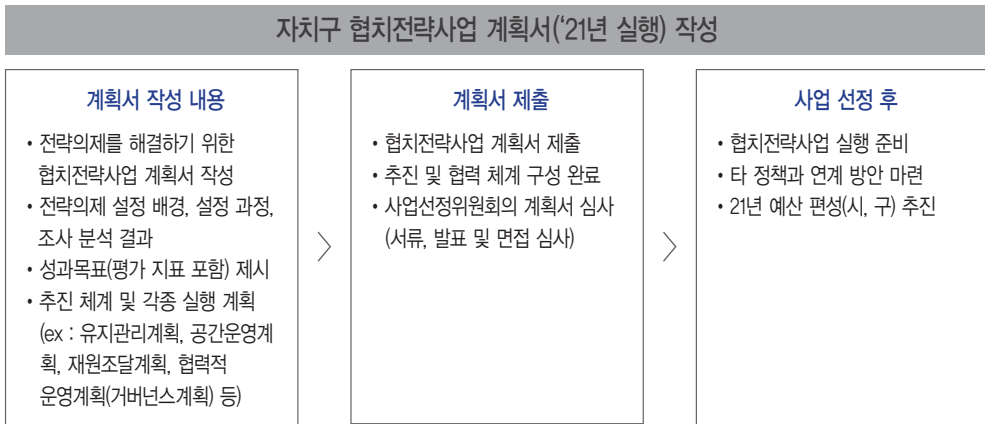 자치구 협치전략사업 계획서(‘21년 실행) 작성
계획서 작성 내용
• 전략의제를 해결하기 위한
협치전략사업 계획서 작성
• 전략의제 설정 배경, 설정 과정,
조사 분석 결과
• 성과목표(평가 지표 포함) 제시
• 추진 체계 및 각종 실행 계획
(ex : 유지관리계획, 공간운영계
획, 재원조달계획, 협력적
운영계획(거버넌스계획) 등)
계획서 제출
• 협치전략사업 계획서 제출
• 추진 및 협력 체계 구성 완료
• 사업선정위원회의 계획서 심사
(서류, 발표 및 면접 심사)
사업 선정 후
• 협치전략사업 실행 준비
• 타 정책과 연계 방안 마련
• 21년 예산 편성(시, 구) 추진